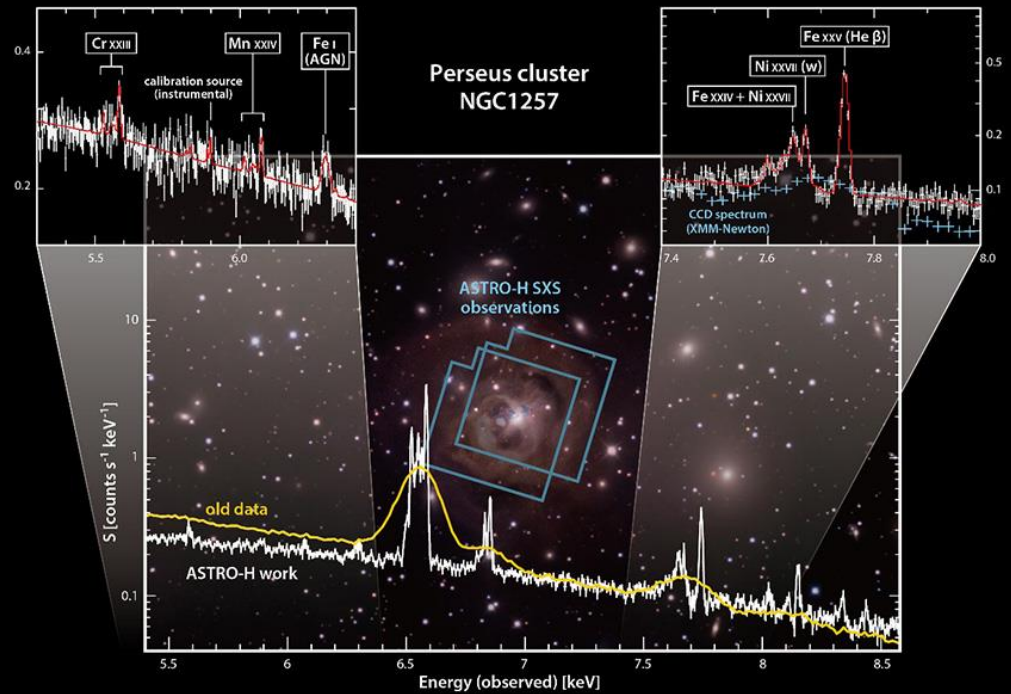 Cr XXIII
Mn XXIV
Fe I
(AGN)
calibration source
(instrumental)
0.4
0.2
5.5
6.0
Perseus cluster
NGC1257
Fe XXV (He β)
Ni XXVII (w)
Fe XXIV + Ni XXVII
CCD spectrum
(XMM-Newton)
0.5
0.2
0.1
7.4
7.6
7.8
8.0
ASTRO-H SXS
observations
10
1
0.1
S [counts s⁻¹ keV⁻¹]
old data
ASTRO-H work
5.5
6
6.5
7
7.5
8
8.5
Energy (observed) [keV]